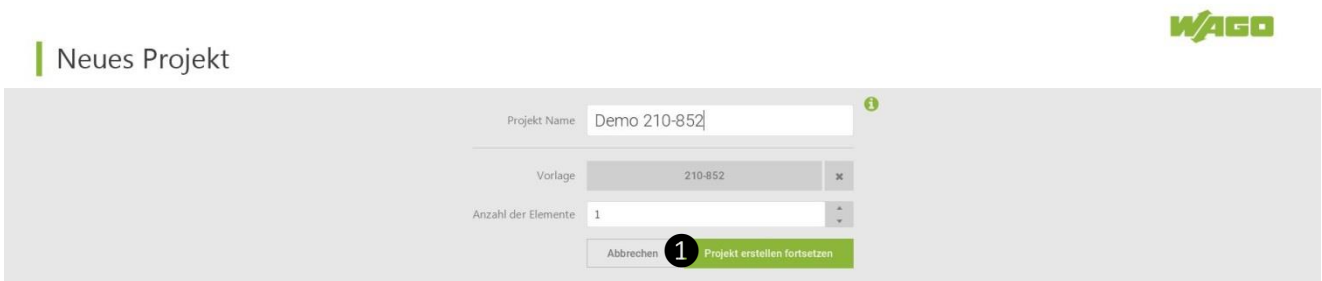 WAGO
Neues Projekt
Projekt Name Demo 210-852
Vorlage 210-852
Anzahl der Elemente 1
Abbrechen 1 Projekt erstellen fortsetzen